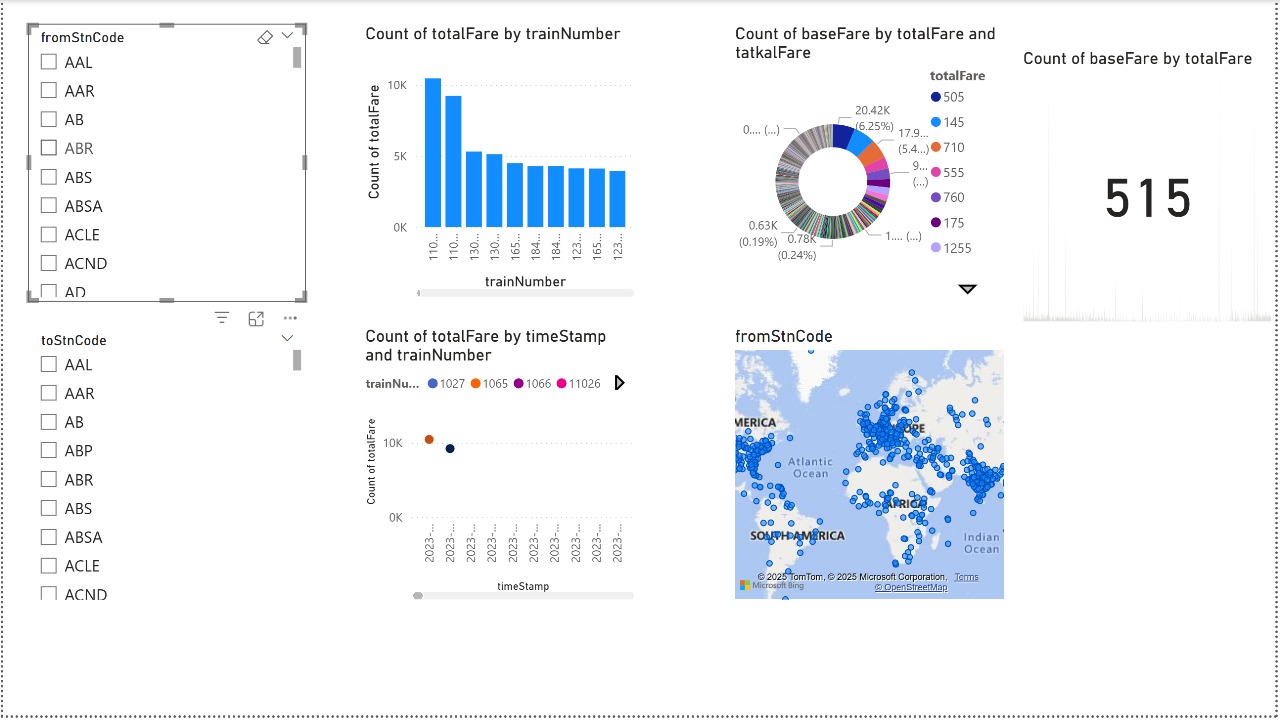 fromStnCode
AAL
AAR
AB
ABR
ABS
ABSA
ACLE
ACND
AD
toStnCode
AAL
AAR
AB
ABP
ABR
ABS
ABSA
ACLE
ACND
Count of totalFare by trainNumber
Count of totalFare
10K
5K
0K
110...
110...
130...
130...
165...
184...
184...
123...
165...
123...
trainNumber
Count of totalFare by timeStamp
and trainNumber
trainNu...
1027
1065
1066
11026
Count of totalFare
10K
0K
2023-...
2023-...
2023-...
2023-...
2023-...
2023-...
2023-...
2023-...
2023-...
2023-...
timeStamp
Count of baseFare by totalFare and
tatkalFare
totalFare
505
145
710
555
760
175
1255
20.42K
(6.25%)
17.9...
(5.4...)
9...
(...)
1.... (...)
0.78K
(0.24%)
0.63K
(0.19%)
0.... (...)
fromStnCode
MERICA
OPE
Atlantic
Ocean
AFRICA
SOUTH AMERICA
Indian
Ocean
© 2025 TomTom, © 2025 Microsoft Corporation, Terms
Microsoft Bing
© OpenStreetMap
Count of baseFare by totalFare
515